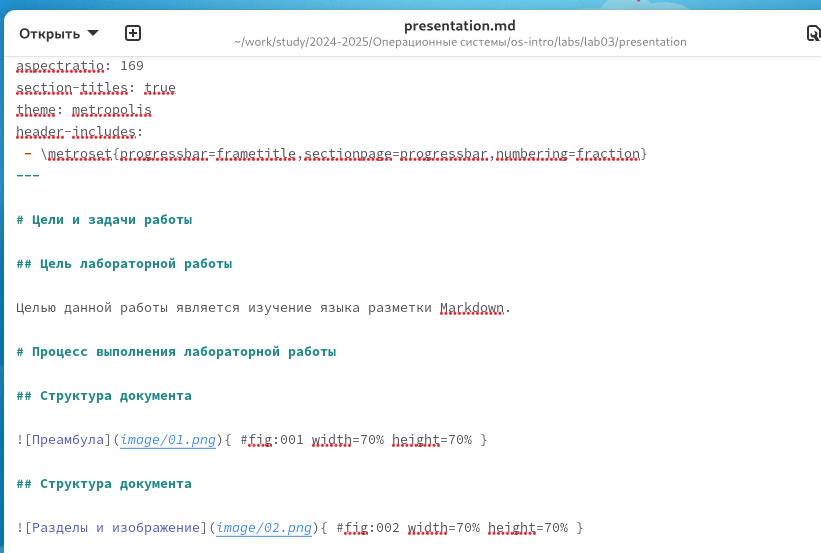 Открыть
presentation.md
~/work/study/2024-2025/Операционные системы/os-intro/labs/lab03/presentation
aspectratio: 169
section-titles: true
theme: metropolis
header-includes:
 - \metroset{progressbar=frametitle,sectionpage=progressbar,numbering=fraction}
---
# Цели и задачи работы
## Цель лабораторной работы
Целью данной работы является изучение языка разметки Markdown.
# Процесс выполнения лабораторной работы
## Структура документа
![Преамбула](image/01.png){ #fig:001 width=70% height=70% }
## Структура документа
![Разделы и изображение](image/02.png){ #fig:002 width=70% height=70% }